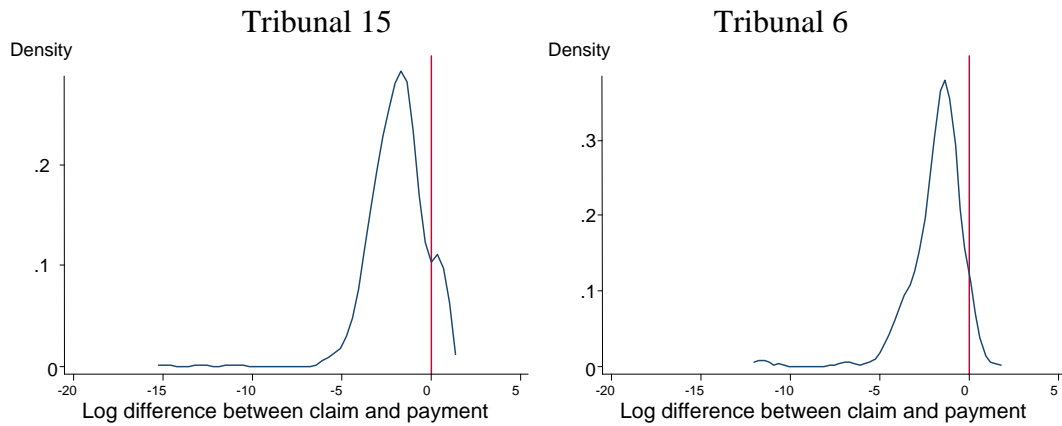 Tribunal 15
Density
.2
.1
0
-20 -15 -10 -5 0 5
Log difference between claim and payment
Tribunal 6
Density
.3
.2
.1
0
-20 -15 -10 -5 0 5
Log difference between claim and payment